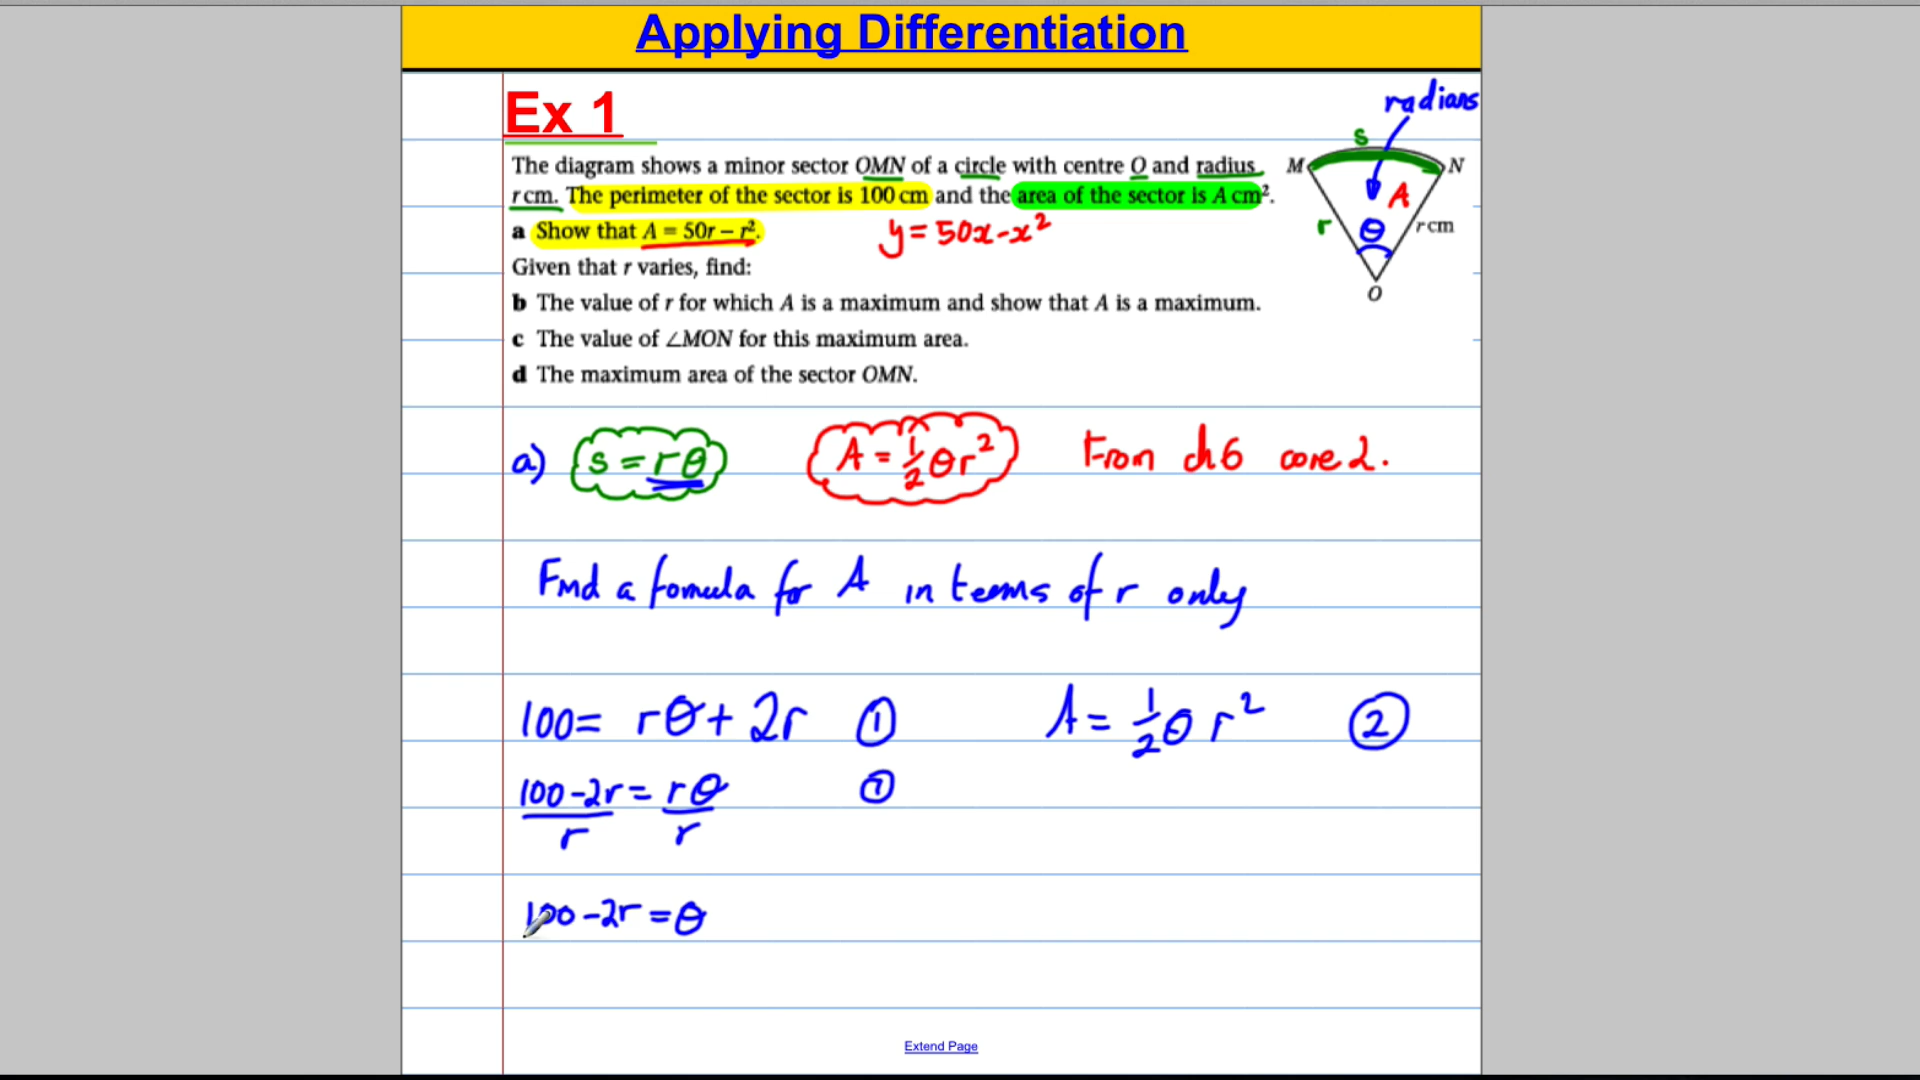 Applying Differentiation
Ex 1
radians
The diagram shows a minor sector OMN of a circle with centre O and radius
r cm. The perimeter of the sector is 100 cm and the area of the sector is A cm².
a Show that A = 50r – r².
y = 50x - x²
Given that r varies, find:
b The value of r for which A is a maximum and show that A is a maximum.
c The value of ∠MON for this maximum area.
d The maximum area of the sector OMN.
s
M
N
A
r
θ
r cm
O
a) s = rθ A = 1/2 θr² From ch6 core 2.
Find a fomula for A in terms of r only
100 = rθ + 2r ① A = 1/2 θ r² ②
100 - 2r = rθ ①
r r
100 - 2r = θ
Extend Page